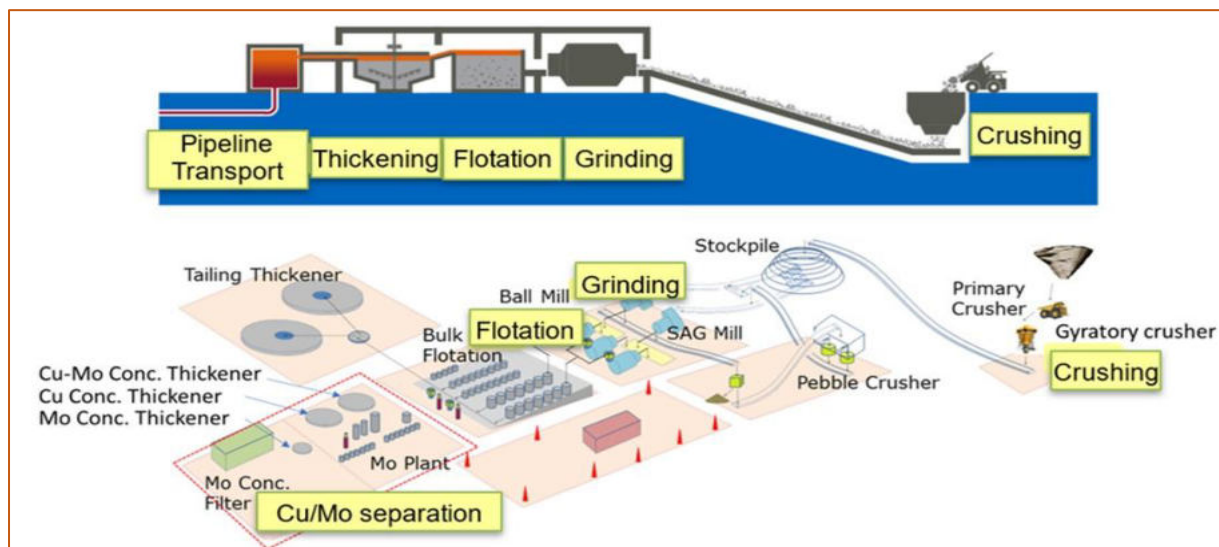 Pipeline
Transport
Thickening
Flotation
Grinding
Crushing
Stockpile
Tailing Thickener
Grinding
Ball Mill
Primary
Crusher
Flotation
Bulk
Flotation
SAG Mill
Gyratory crusher
Crushing
Pebble Crusher
Cu-Mo Conc. Thickener
Cu Conc. Thickener
Mo Conc. Thickener
Mo Plant
Mo Conc.
Filter
Cu/Mo separation